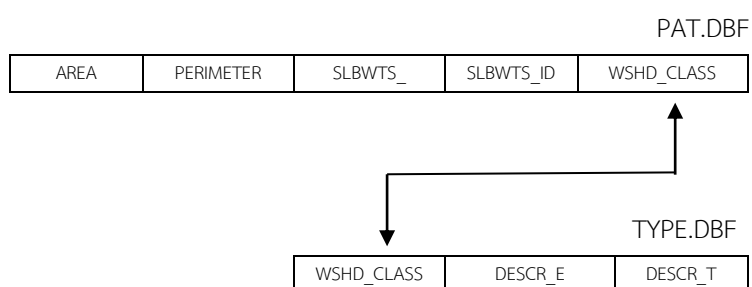 PAT.DBF
AREA PERIMETER SLBWTS_ SLBWTS_ID WSHD_CLASS
TYPE.DBF
WSHD_CLASS DESCR_E DESCR_T